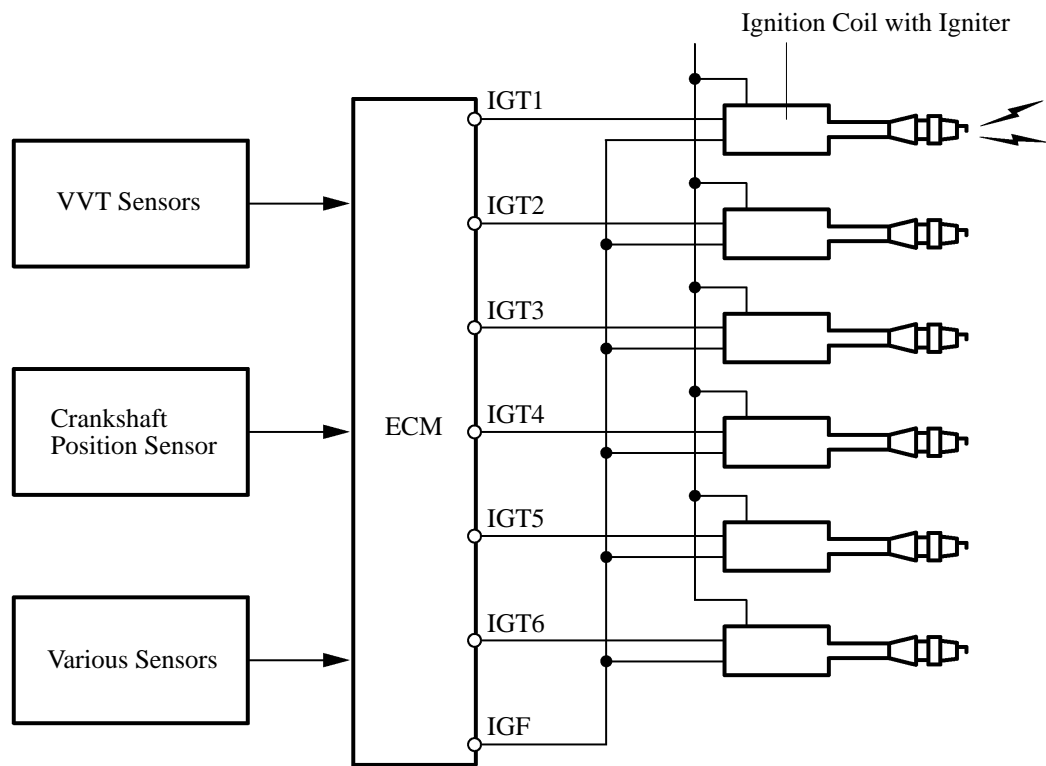 Ignition Coil with Igniter
IGT1
VVT Sensors
IGT2
IGT3
Crankshaft
Position Sensor
ECM
IGT4
IGT5
IGT6
Various Sensors
IGF